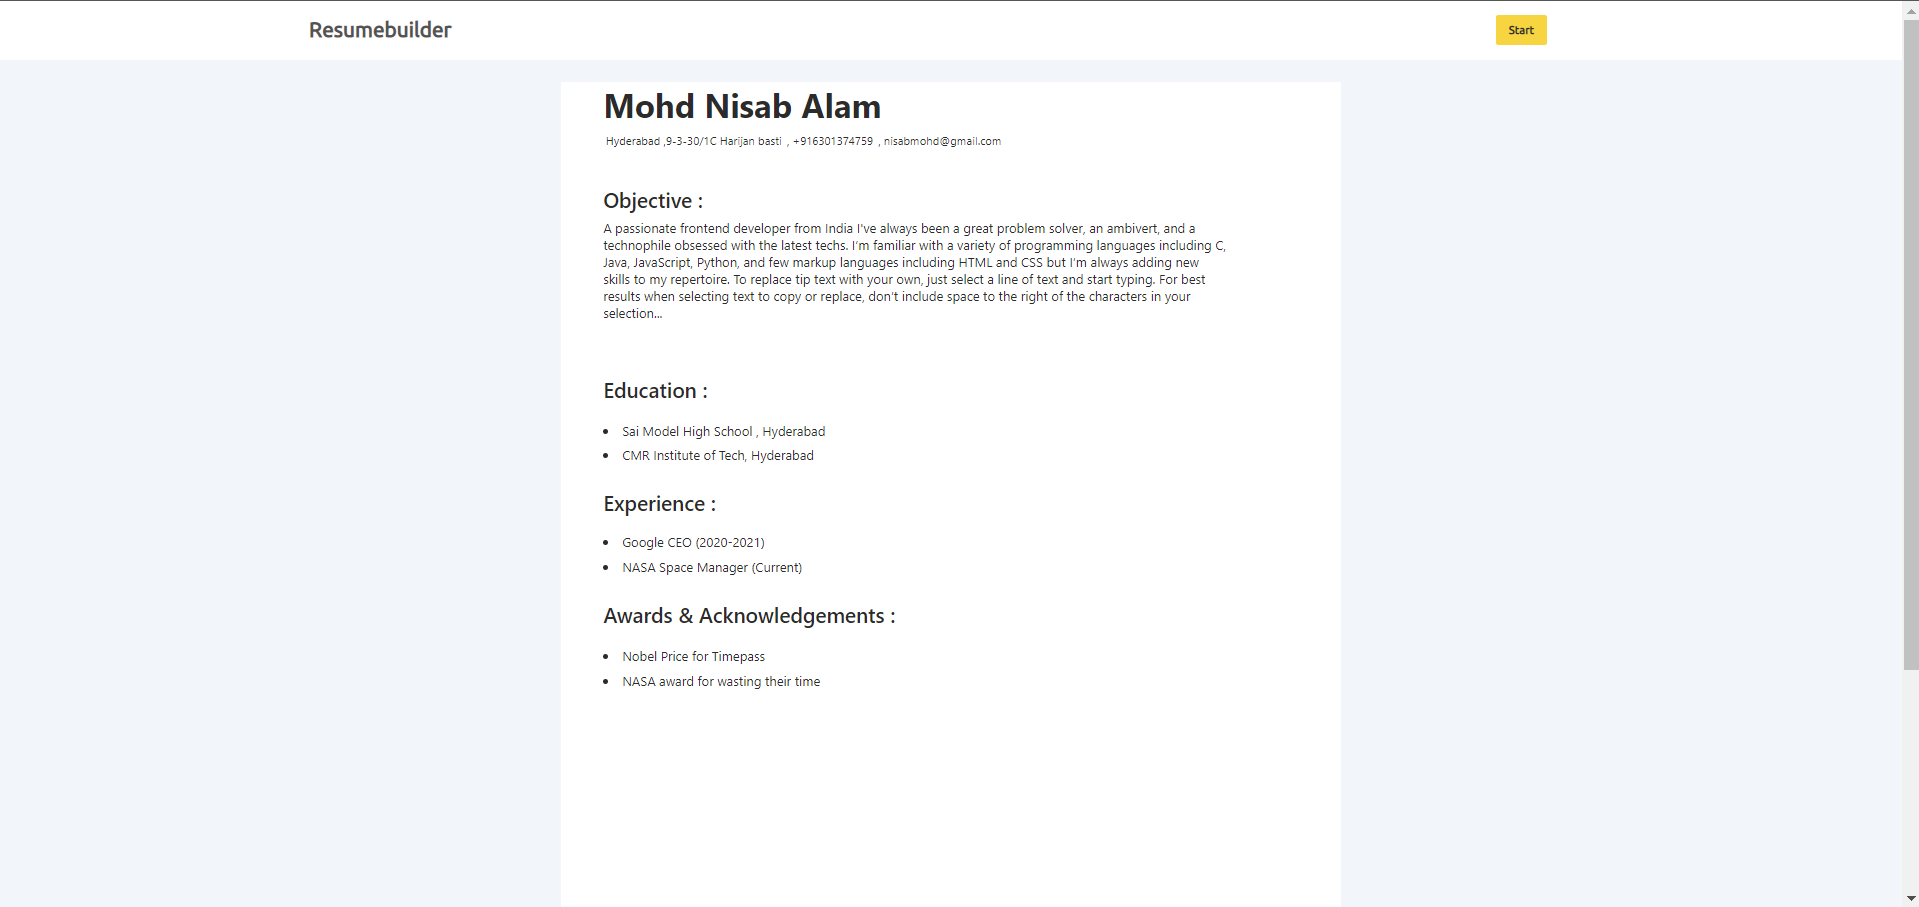 Resumebuilder
Start
Mohd Nisab Alam
Hyderabad ,9-3-30/1C Harijan basti , +916301374759 , nisabmohd@gmail.com
Objective :
A passionate frontend developer from India I've always been a great problem solver, an ambivert, and a
technophile obsessed with the latest techs. I'm familiar with a variety of programming languages including C,
Java, JavaScript, Python, and few markup languages including HTML and CSS but I'm always adding new
skills to my repertoire. To replace tip text with your own, just select a line of text and start typing. For best
results when selecting text to copy or replace, don't include space to the right of the characters in your
selection...
Education :
• Sai Model High School , Hyderabad
• CMR Institute of Tech, Hyderabad
Experience :
• Google CEO (2020-2021)
• NASA Space Manager (Current)
Awards & Acknowledgements :
• Nobel Price for Timepass
• NASA award for wasting their time